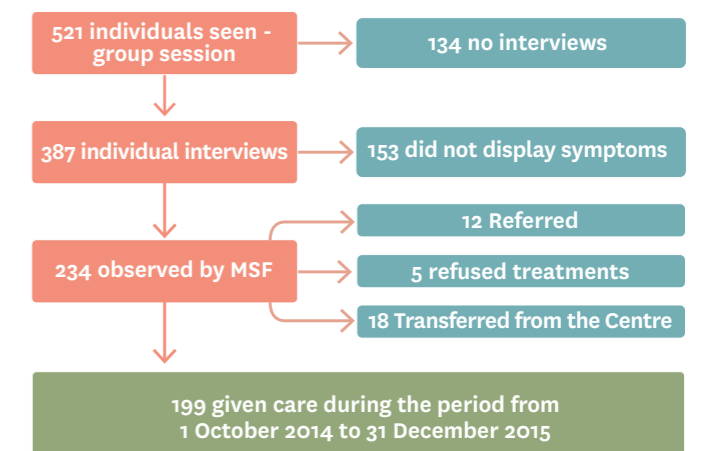 521 individuals seen -
group session
134 no interviews
387 individual interviews
153 did not display symptoms
12 Referred
234 observed by MSF
5 refused treatments
18 Transferred from the Centre
199 given care during the period from
1 October 2014 to 31 December 2015